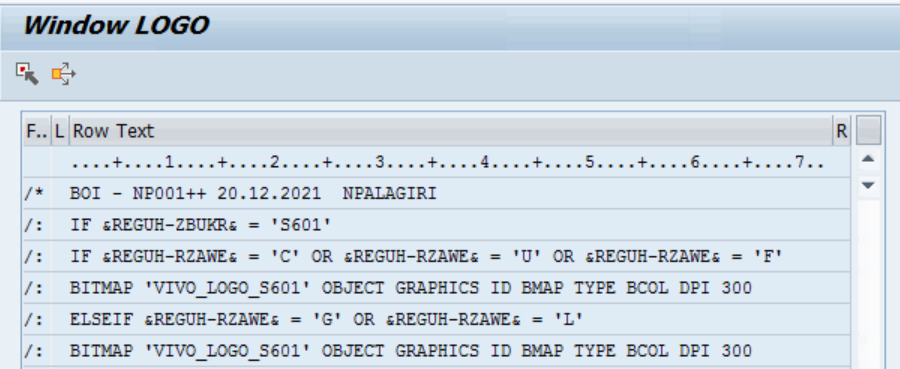 Window LOGO
F.. L Row Text R
....+....1....+....2....+....3....+....4....+....5....+....6....+....7..
/* BOI - NP001++ 20.12.2021  NPALAGIRI
/: IF &REGUH-ZBUKR& = 'S601'
/: IF &REGUH-RZAWE& = 'C' OR &REGUH-RZAWE& = 'U' OR &REGUH-RZAWE& = 'F'
/: BITMAP 'VIVO_LOGO_S601' OBJECT GRAPHICS ID BMAP TYPE BCOL DPI 300
/: ELSEIF &REGUH-RZAWE& = 'G' OR &REGUH-RZAWE& = 'L'
/: BITMAP 'VIVO_LOGO_S601' OBJECT GRAPHICS ID BMAP TYPE BCOL DPI 300